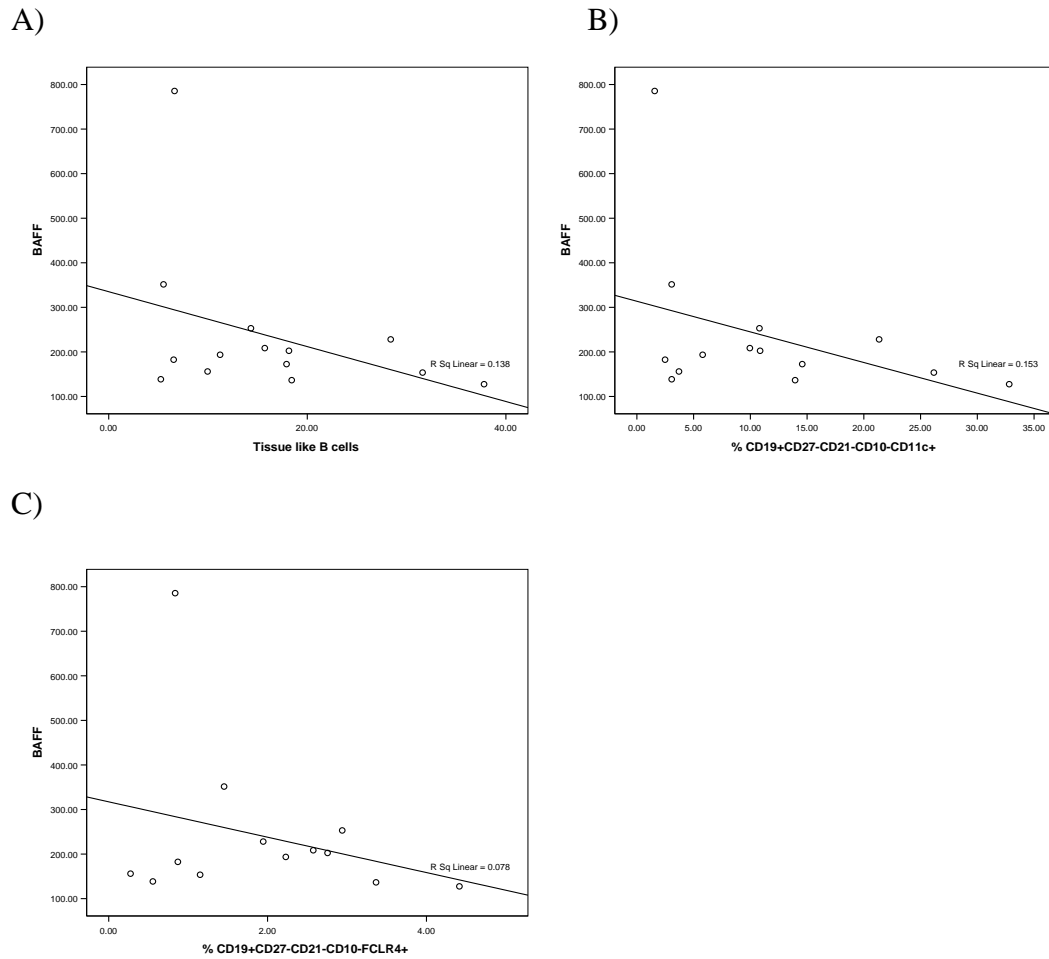 A)
800.00
700.00
600.00
500.00
400.00
300.00
200.00
100.00
BAFF
R Sq Linear = 0.138
0.00 20.00 40.00
Tissue like B cells
B)
800.00
700.00
600.00
500.00
400.00
300.00
200.00
100.00
BAFF
R Sq Linear = 0.153
0.00 5.00 10.00 15.00 20.00 25.00 30.00 35.00
% CD19+CD27-CD21-CD10-CD11c+
C)
800.00
700.00
600.00
500.00
400.00
300.00
200.00
100.00
BAFF
R Sq Linear = 0.078
0.00 2.00 4.00
% CD19+CD27-CD21-CD10-FCLR4+